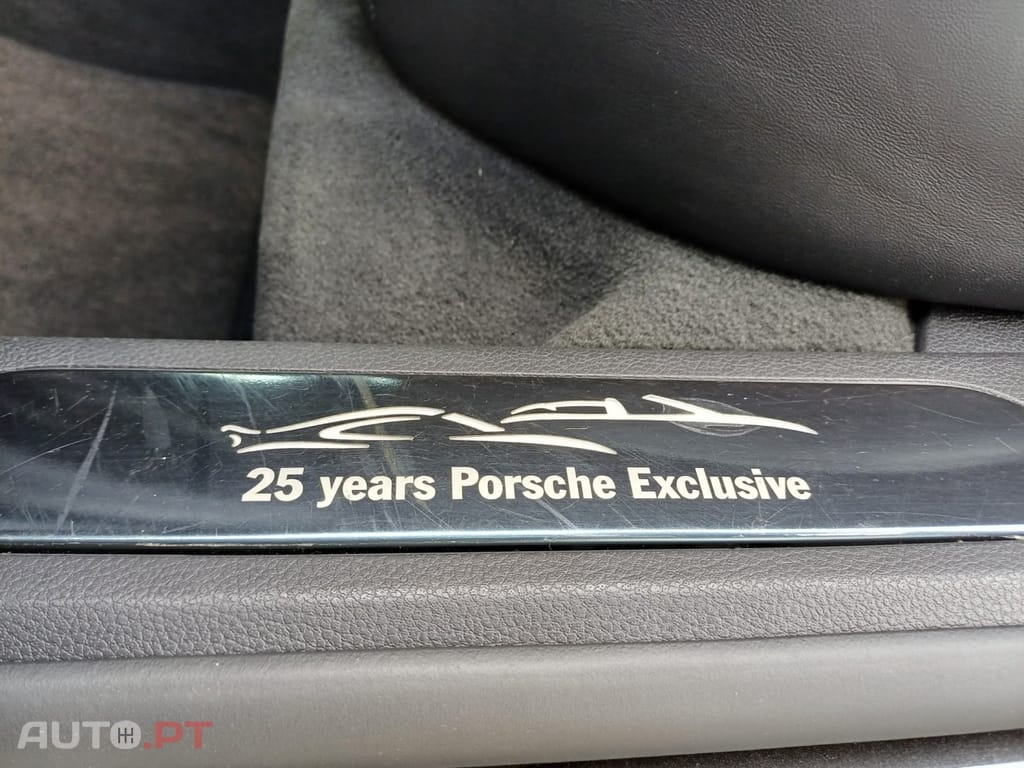 25 years Porsche Exclusive
AUTO.PT